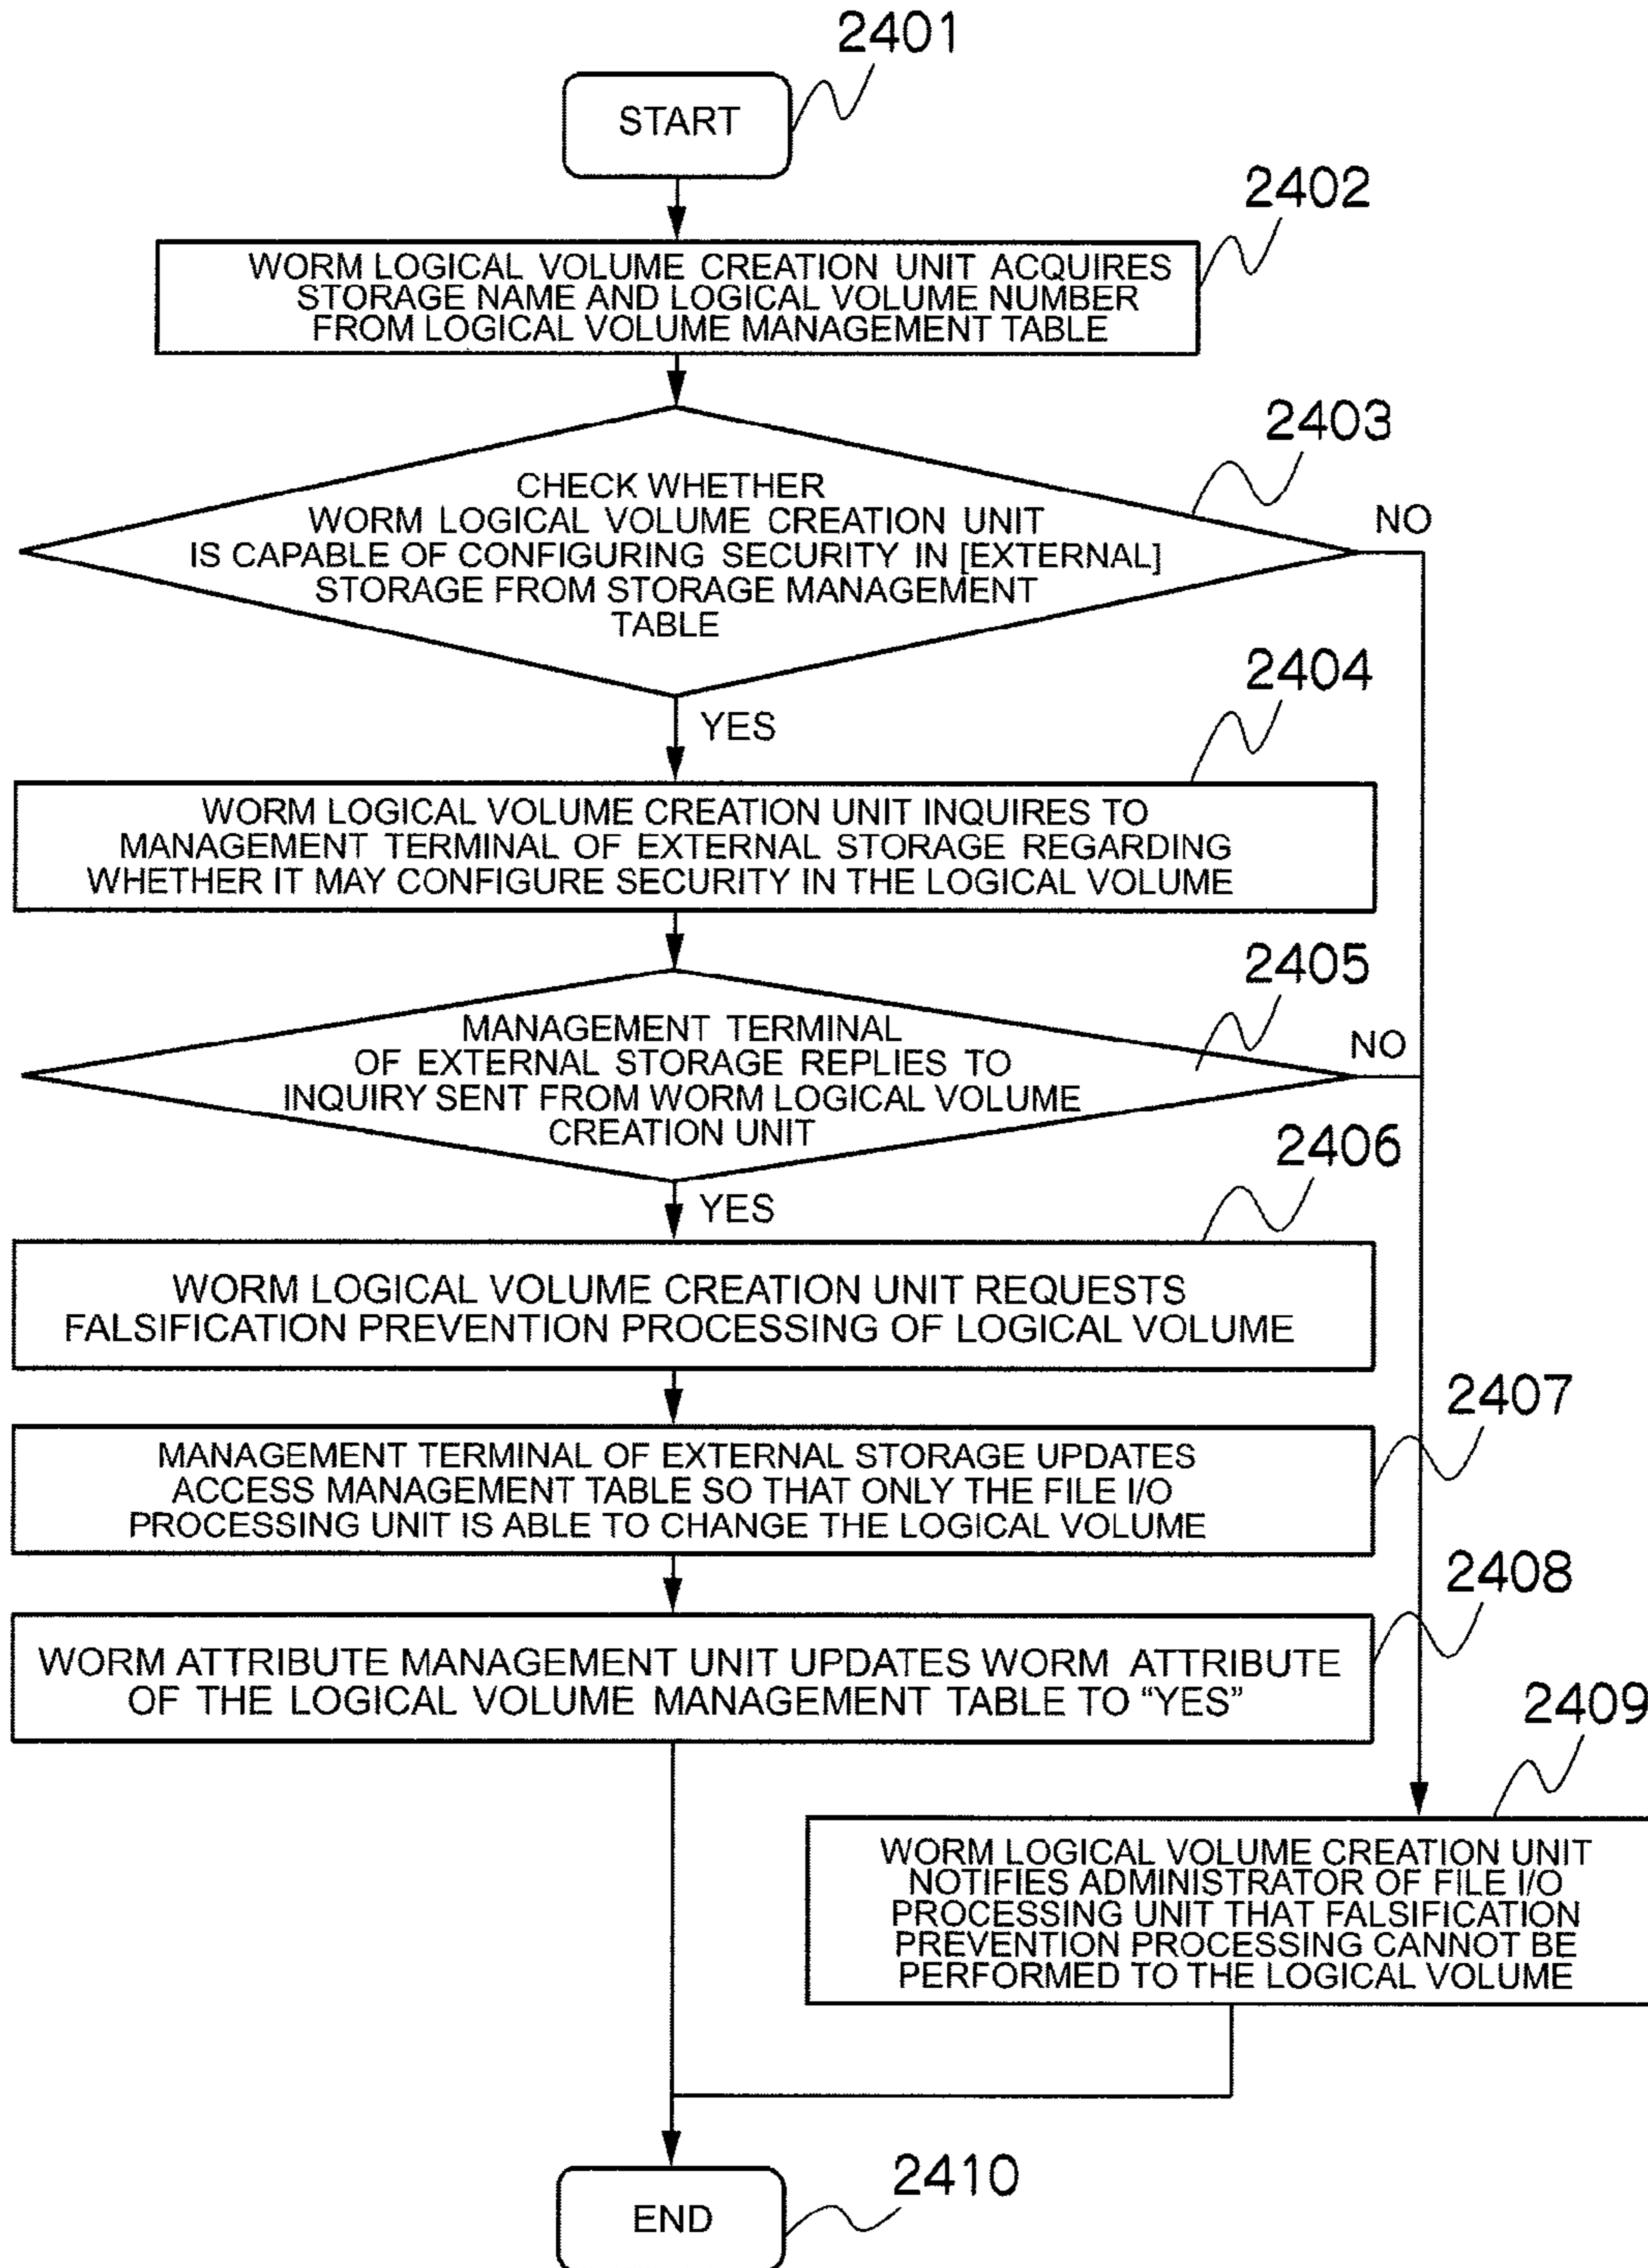 2401
START
2402
WORM LOGICAL VOLUME CREATION UNIT ACQUIRES
STORAGE NAME AND LOGICAL VOLUME NUMBER
FROM LOGICAL VOLUME MANAGEMENT TABLE
2403
CHECK WHETHER
WORM LOGICAL VOLUME CREATION UNIT
IS CAPABLE OF CONFIGURING SECURITY IN [EXTERNAL]
STORAGE FROM STORAGE MANAGEMENT
TABLE
NO
YES
2404
WORM LOGICAL VOLUME CREATION UNIT INQUIRES TO
MANAGEMENT TERMINAL OF EXTERNAL STORAGE REGARDING
WHETHER IT MAY CONFIGURE SECURITY IN THE LOGICAL VOLUME
2405
MANAGEMENT TERMINAL
OF EXTERNAL STORAGE REPLIES TO
INQUIRY SENT FROM WORM LOGICAL VOLUME
CREATION UNIT
NO
YES
2406
WORM LOGICAL VOLUME CREATION UNIT REQUESTS
FALSIFICATION PREVENTION PROCESSING OF LOGICAL VOLUME
2407
MANAGEMENT TERMINAL OF EXTERNAL STORAGE UPDATES
ACCESS MANAGEMENT TABLE SO THAT ONLY THE FILE I/O
PROCESSING UNIT IS ABLE TO CHANGE THE LOGICAL VOLUME
2408
WORM ATTRIBUTE MANAGEMENT UNIT UPDATES WORM ATTRIBUTE
OF THE LOGICAL VOLUME MANAGEMENT TABLE TO “YES”
2409
WORM LOGICAL VOLUME CREATION UNIT
NOTIFIES ADMINISTRATOR OF FILE I/O
PROCESSING UNIT THAT FALSIFICATION
PREVENTION PROCESSING CANNOT BE
PERFORMED TO THE LOGICAL VOLUME
2410
END